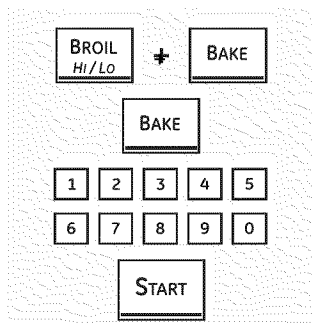 BROIL + BAKE
HI/LO
BAKE
1 2 3 4 5
6 7 8 9 0
START